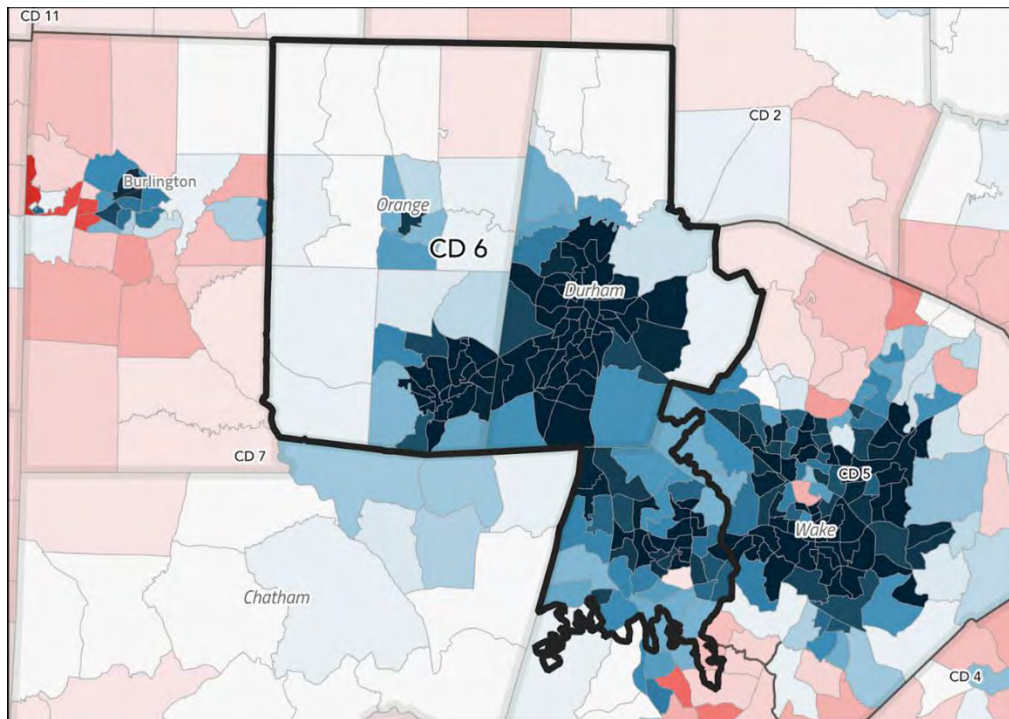 CD 11
CD 2
Burlington
Orange
CD 6
Durham
CD 7
CD 5
Wake
Chatham
CD 4